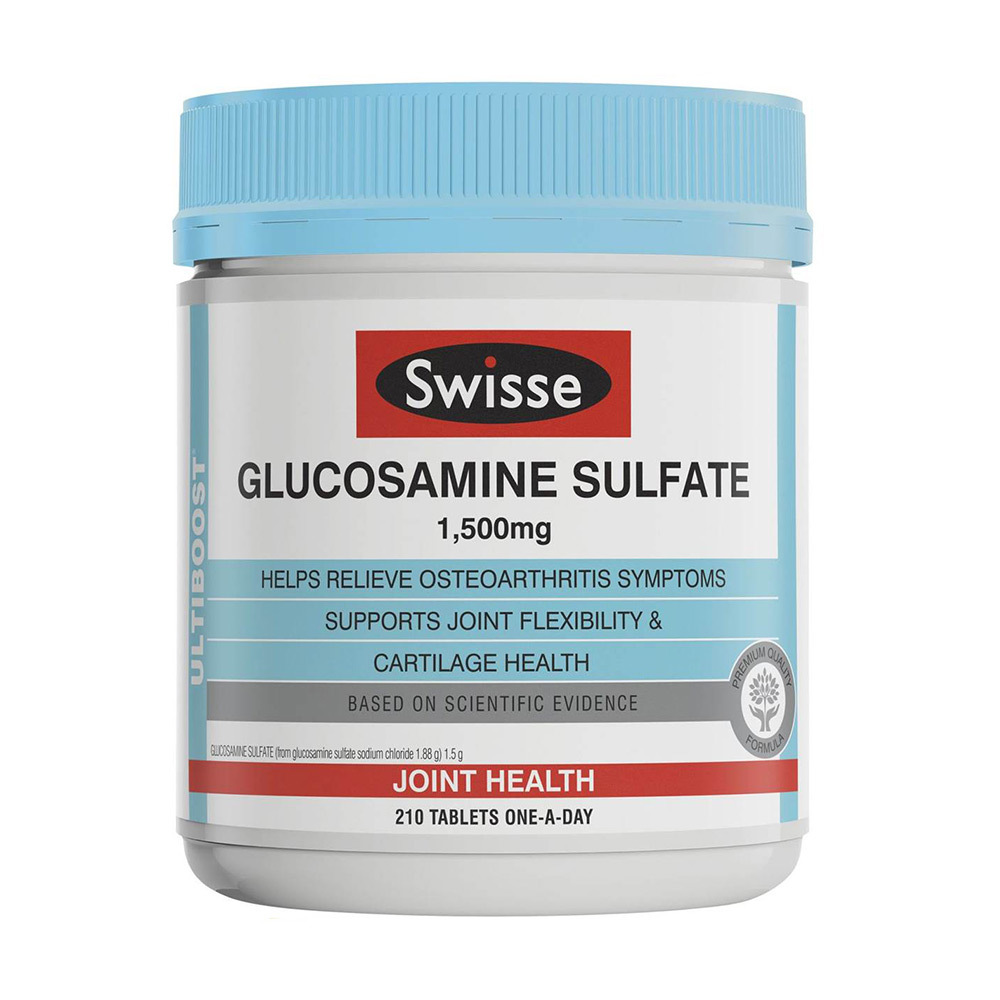 Swisse
GLUCOSAMINE SULFATE
1,500mg
HELPS RELIEVE OSTEOARTHRITIS SYMPTOMS
SUPPORTS JOINT FLEXIBILITY &
CARTILAGE HEALTH
BASED ON SCIENTIFIC EVIDENCE
PREMIUM QUALITY
FORMULA
GLUCOSAMINE SULFATE (from glucosamine sulfate sodium chloride 1.88 g) 1.5 g
JOINT HEALTH
210 TABLETS ONE-A-DAY
ULTIBOOST